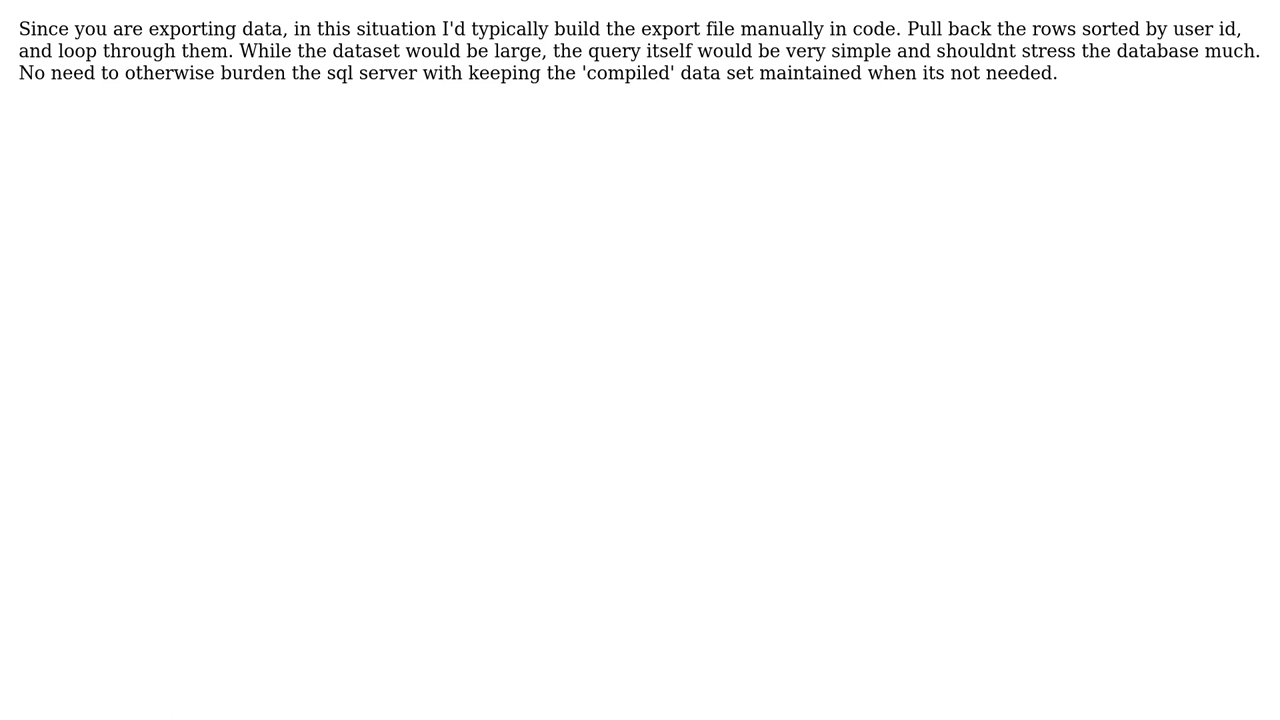 Since you are exporting data, in this situation I'd typically build the export file manually in code. Pull back the rows sorted by user id,
and loop through them. While the dataset would be large, the query itself would be very simple and shouldnt stress the database much.
No need to otherwise burden the sql server with keeping the 'compiled' data set maintained when its not needed.